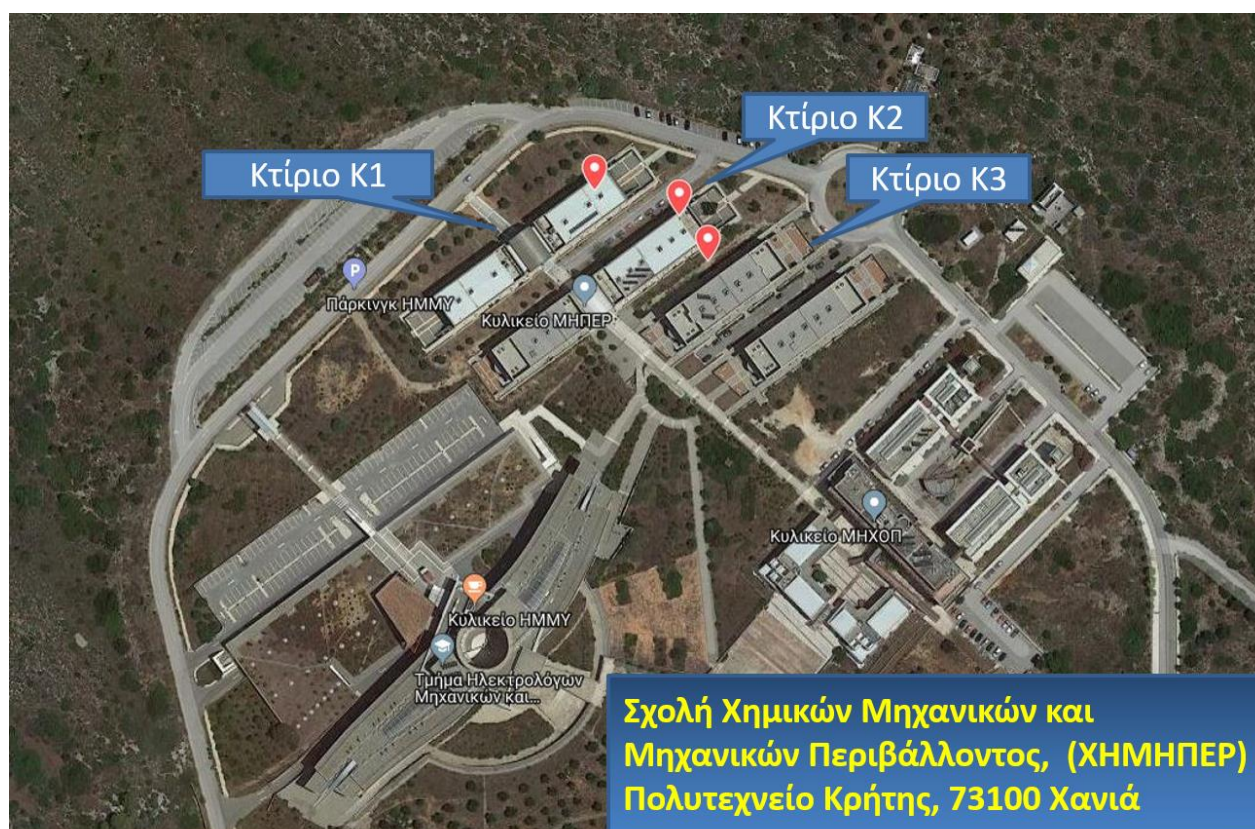 Κτίριο Κ2
Κτίριο Κ1
Κτίριο Κ3
P
Πάρκινγκ ΗΜΜΥ
Κυλικείο ΜΗΠΕΡ
Κυλικείο ΜΗΧΟΠ
Κυλικείο ΗΜΜΥ
Τμήμα Ηλεκτρολόγων
Μηχανικών και...
Σχολή Χημικών Μηχανικών και
Μηχανικών Περιβάλλοντος, (ΧΗΜΗΠΕΡ)
Πολυτεχνείο Κρήτης, 73100 Χανιά